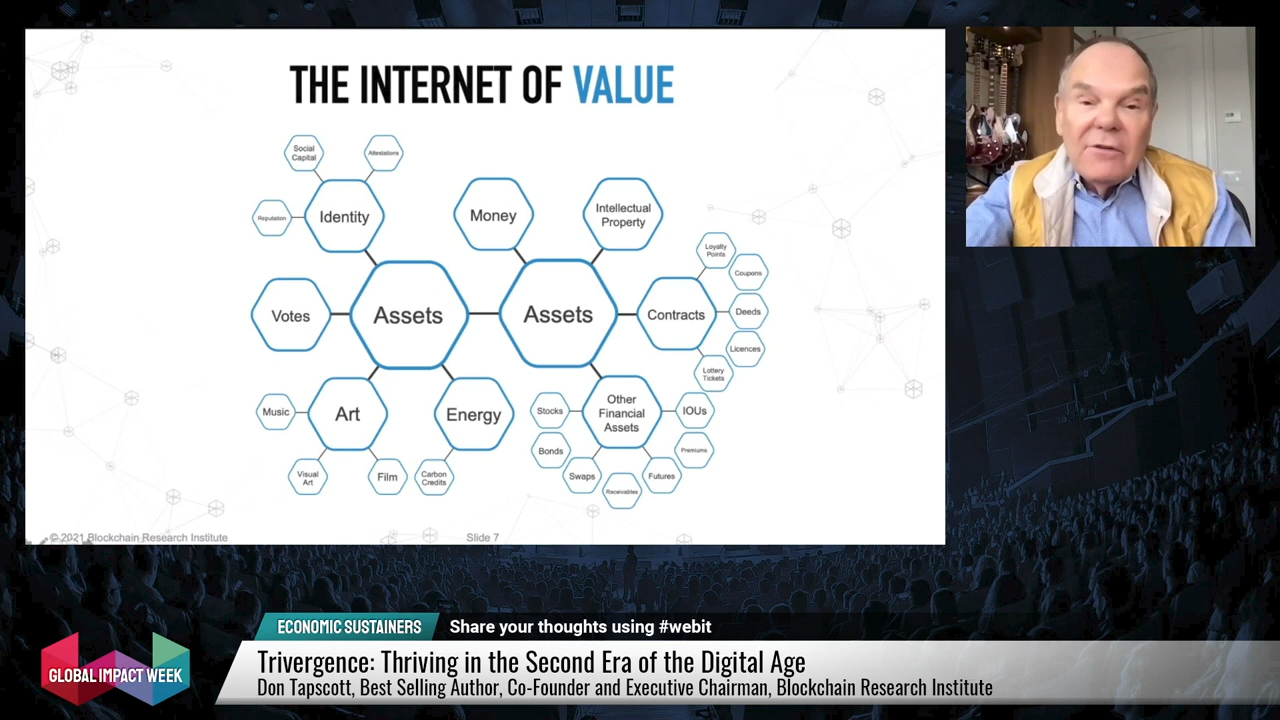 THE INTERNET OF VALUE
Social
Capital
Attestations
Reputation
Identity
Money
Intellectual
Property
Loyalty
Points
Coupons
Votes
Assets
Assets
Contracts
Deeds
Licences
Lottery
Tickets
Music
Art
Energy
Stocks
Other
Financial
Assets
IOUs
Bonds
Premiums
Visual
Art
Film
Carbon
Credits
Swaps
Receivables
Futures
© 2021 Blockchain Research Institute
Slide 7
ECONOMIC SUSTAINERS
Share your thoughts using #webit
GLOBAL IMPACT WEEK
Trivergence: Thriving in the Second Era of the Digital Age
Don Tapscott, Best Selling Author, Co-Founder and Executive Chairman, Blockchain Research Institute